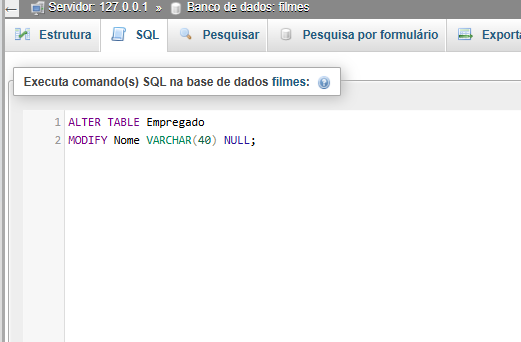 Servidor: 127.0.0.1 » Banco de dados: filmes
Estrutura SQL Pesquisar Pesquisa por formulário Exporta
Executa comando(s) SQL na base de dados filmes:
1 ALTER TABLE Empregado
2 MODIFY Nome VARCHAR(40) NULL;